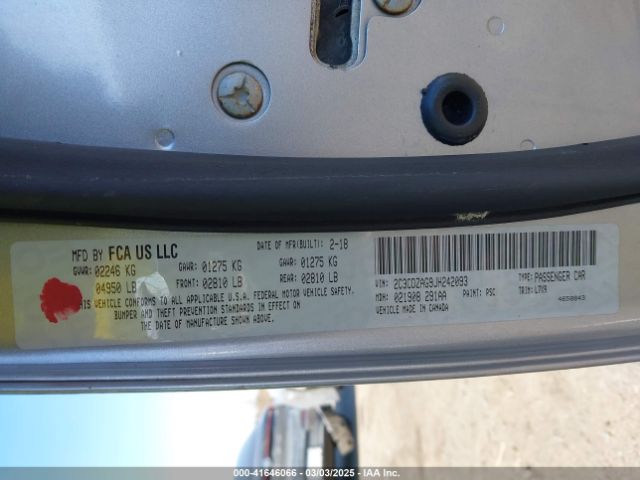 MFD BY FCA US LLC
DATE OF MFR(BUILT): 2-18
GVWR: 02246 KG
GAWR: 01275 KG
GAWR: 01275 KG
04950 LB
FRONT: 02810 LB
REAR: 02810 LB
THIS VEHICLE CONFORMS TO ALL APPLICABLE FEDERAL MOTOR VEHICLE SAFETY,
BUMPER AND THEFT PREVENTION STANDARDS IN EFFECT ON
THE DATE OF MANUFACTURE SHOWN ABOVE.
VIN: 2C3CDZAG9JH242093
TYPE: PASSENGER CAR
MDH: 021908 291AA
PAINT: PSC
TRIM: L7X9
VEHICLE MADE IN CANADA
4650843
000-41646066 — 03/03/2025 — IAA Inc.